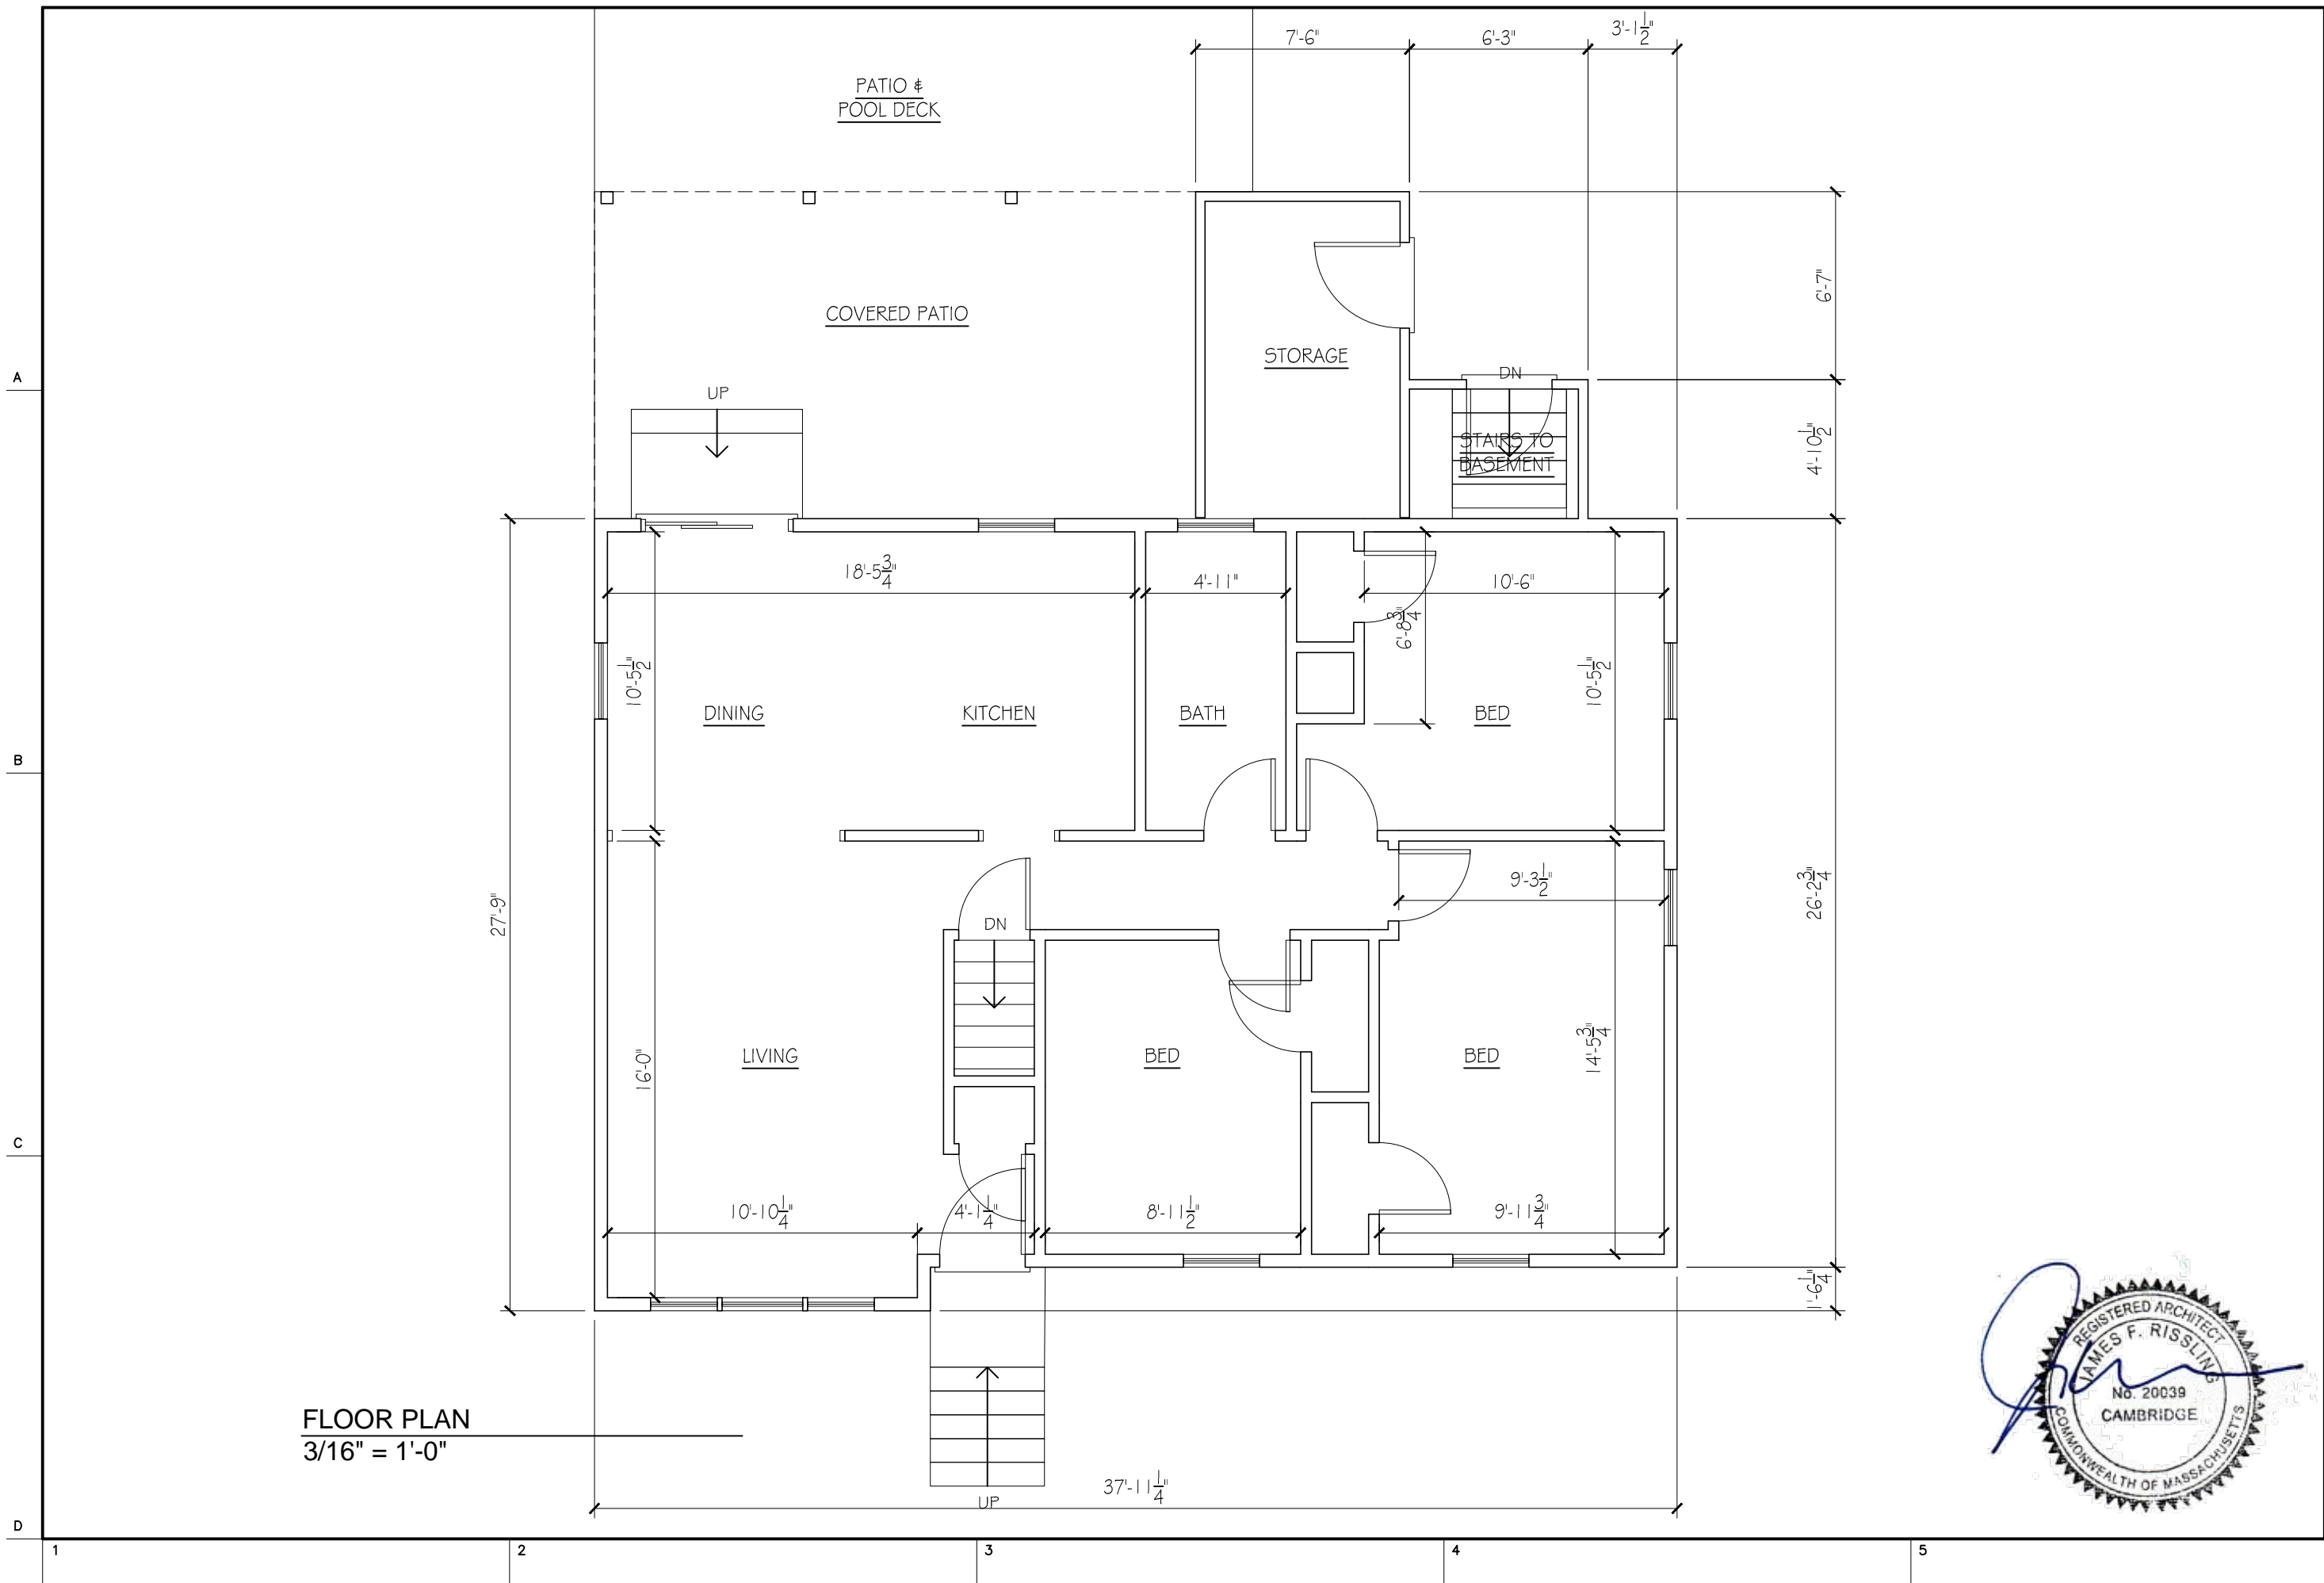 7'-6"
6'-3"
3'-1 1/2"
PATIO &
POOL DECK
COVERED PATIO
STORAGE
6'-7"
DN
A
UP
STAIRS TO
BASEMENT
4'-10 1/2"
18'-5 3/4"
4'-11"
10'-6"
6'-8 3/4"
10'-5 1/2"
10'-5 1/2"
DINING
KITCHEN
BATH
BED
B
9'-3 1/2"
27'-9"
26'-2 3/4"
DN
16'-0"
14'-5 3/4"
LIVING
BED
BED
C
10'-10 1/4"
4'-1 1/4"
8'-11 1/2"
9'-11 3/4"
1'-6 1/4"
REGISTERED ARCHITECT
JAMES F. RISSLING
No. 20039
CAMBRIDGE
COMMONWEALTH OF MASSACHUSETTS
FLOOR PLAN
3/16" = 1'-0"
37'-11 1/4"
UP
D
1
2
3
4
5